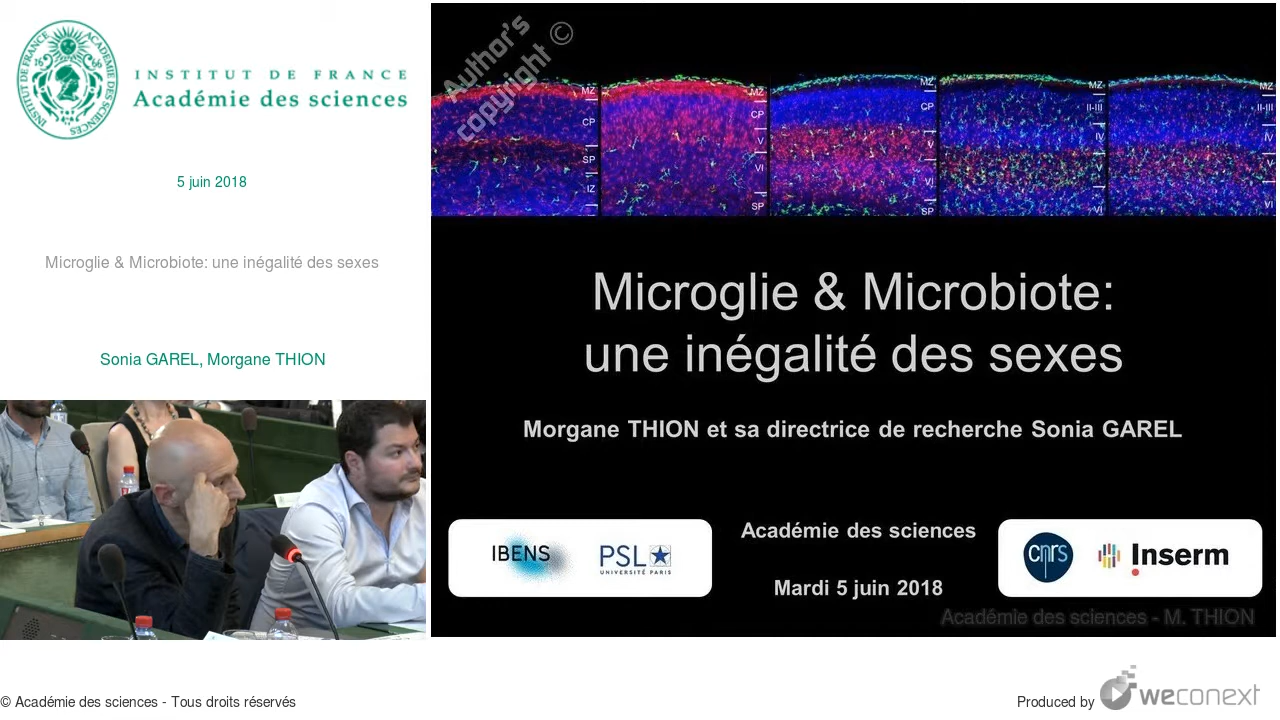 INSTITUT DE FRANCE
Académie des sciences
5 juin 2018
Microglie & Microbiote: une inégalité des sexes
Sonia GAREL, Morgane THION
Author's
copyright ©
MZ
CP
SP
IZ
MZ
CP
V
VI
SP
MZ
CP
V
VI
SP
MZ
II-III
IV
V
VI
MZ
II-III
IV
V
VI
Microglie & Microbiote:
une inégalité des sexes
Morgane THION et sa directrice de recherche Sonia GAREL
IBENS
PSL
UNIVERSITÉ PARIS
Académie des sciences
Mardi 5 juin 2018
cnrs
Inserm
Académie des sciences - M. THION
© Académie des sciences - Tous droits réservés
Produced by weconext